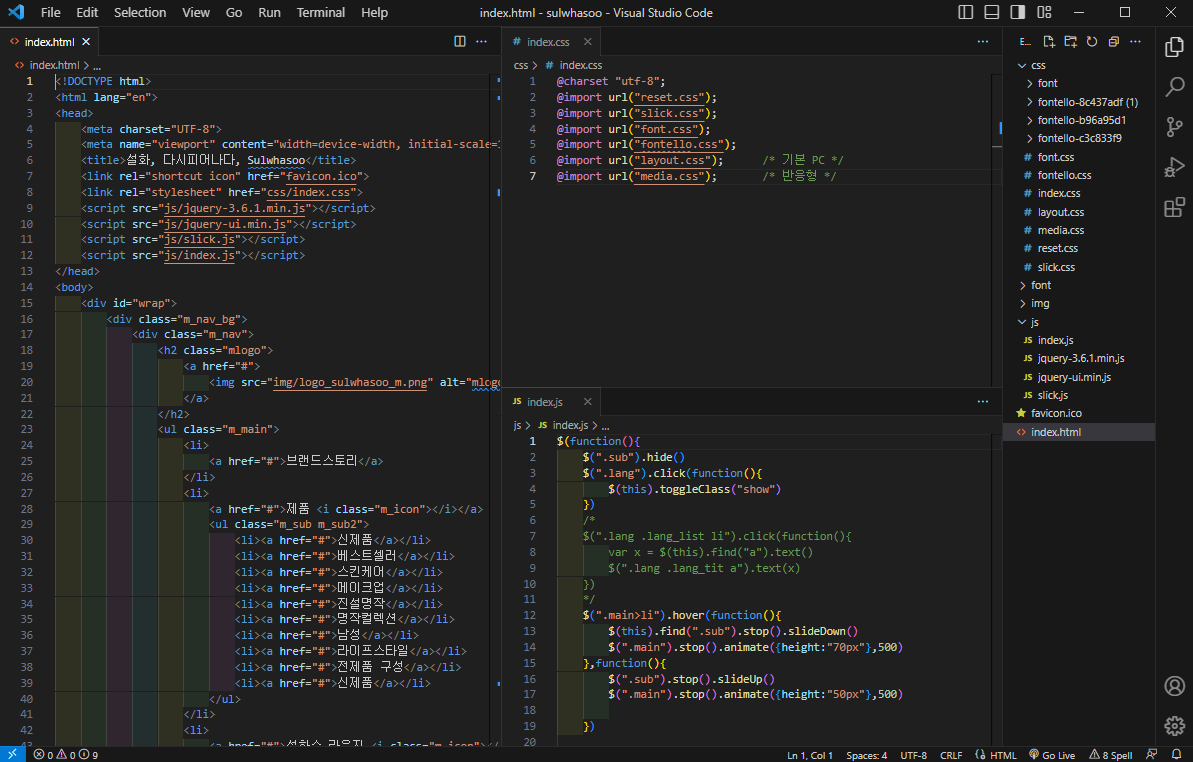 File Edit Selection View Go Run Terminal Help index.html - sulwhasoo - Visual Studio Code
index.html
index.html > ...
1 <!DOCTYPE html>
2 <html lang="en">
3 <head>
4 <meta charset="UTF-8">
5 <meta name="viewport" content="width=device-width, initial-scale=1
6 <title>설화, 다시피어나다, Sulwhasoo</title>
7 <link rel="shortcut icon" href="favicon.ico">
8 <link rel="stylesheet" href="css/index.css">
9 <script src="js/jquery-3.6.1.min.js"></script>
10 <script src="js/jquery-ui.min.js"></script>
11 <script src="js/slick.js"></script>
12 <script src="js/index.js"></script>
13 </head>
14 <body>
15 <div id="wrap">
16 <div class="m_nav_bg">
17 <div class="m_nav">
18 <h2 class="mlogo">
19 <a href="#">
20 <img src="img/logo_sulwhasoo_m.png" alt="mlogo
21 </a>
22 </h2>
23 <ul class="m_main">
24 <li>
25 <a href="#">브랜드스토리</a>
26 </li>
27 <li>
28 <a href="#">제품 <i class="m_icon"></i></a>
29 <ul class="m_sub m_sub2">
30 <li><a href="#">신제품</a></li>
31 <li><a href="#">베스트셀러</a></li>
32 <li><a href="#">스킨케어</a></li>
33 <li><a href="#">메이크업</a></li>
34 <li><a href="#">진설명작</a></li>
35 <li><a href="#">명작컬렉션</a></li>
36 <li><a href="#">남성</a></li>
37 <li><a href="#">라이프스타일</a></li>
38 <li><a href="#">전제품 구성</a></li>
39 <li><a href="#">신제품</a></li>
40 </ul>
41 </li>
42 <li>
43 <a href="#">설화수 라운지 <i class="m_icon"></i></
index.css
css > # index.css
1 @charset "utf-8";
2 @import url("reset.css");
3 @import url("slick.css");
4 @import url("font.css");
5 @import url("fontello.css");
6 @import url("layout.css"); /* 기본 PC */
7 @import url("media.css"); /* 반응형 */
JS index.js
js > JS index.js > ...
1 $(function(){
2 $(".sub").hide()
3 $(".lang").click(function(){
4 $(this).toggleClass("show")
5 })
6 /*
7 $(".lang .lang_list li").click(function(){
8 var x = $(this).find("a").text()
9 $(".lang .lang_tit a").text(x)
10 })
11 */
12 $(".main>li").hover(function(){
13 $(this).find(".sub").stop().slideDown()
14 $(".main").stop().animate({height:"70px"},500)
15 },function(){
16 $(".sub").stop().slideUp()
17 $(".main").stop().animate({height:"50px"},500)
18
19 })
20
E...
css
font
fontello-8c437adf (1)
fontello-b96a95d1
fontello-c3c833f9
# font.css
# fontello.css
# index.css
# layout.css
# media.css
# reset.css
# slick.css
font
img
js
JS index.js
JS jquery-3.6.1.min.js
JS jquery-ui.min.js
JS slick.js
favicon.ico
index.html
0 0 9 Ln 1, Col 1 Spaces: 4 UTF-8 CRLF HTML Go Live 8 Spell